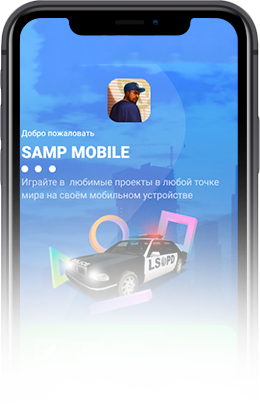 Добро пожаловать
SAMP MOBILE
Играйте в любимые проекты в любой точке
мира на своём мобильном устройстве
LSPD